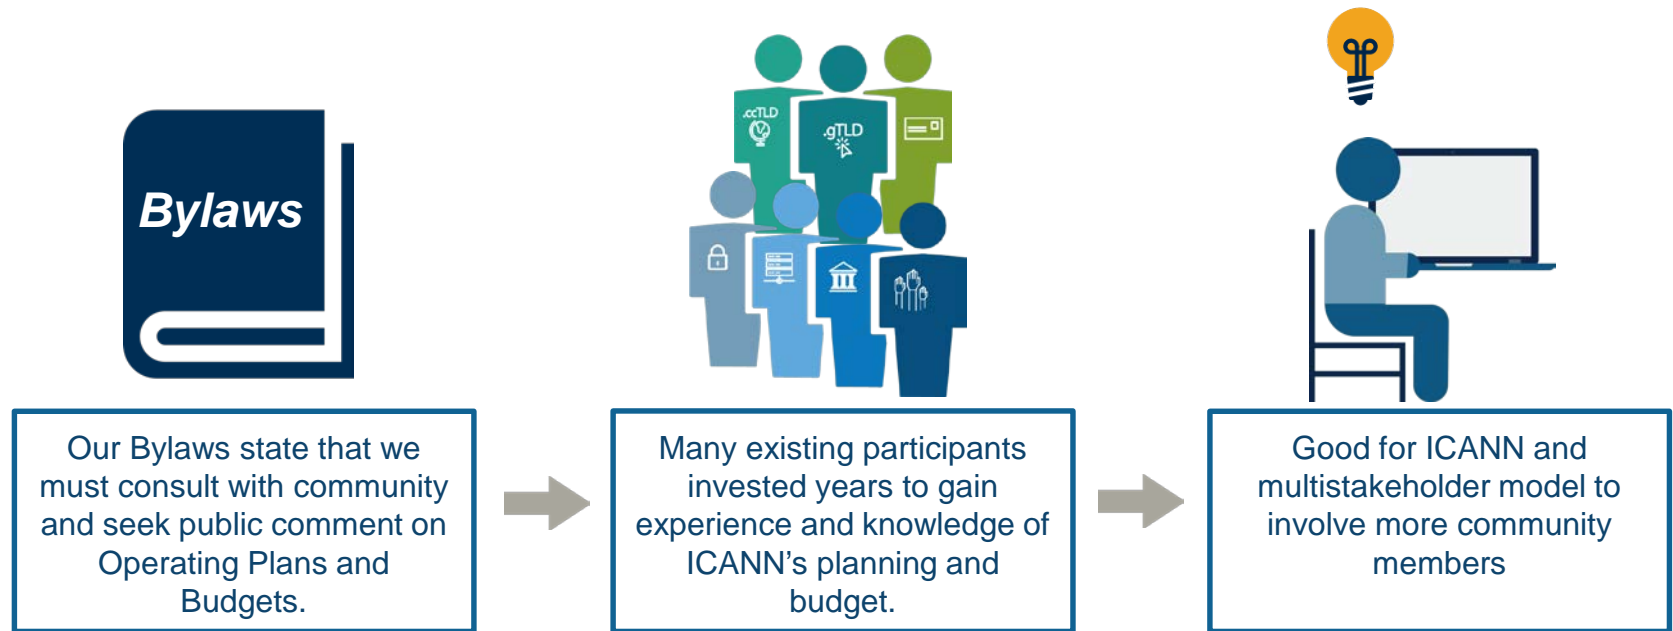 Bylaws
.ccTLD
.gTLD
Our Bylaws state that we
must consult with community
and seek public comment on
Operating Plans and
Budgets.
Many existing participants
invested years to gain
experience and knowledge of
ICANN’s planning and
budget.
Good for ICANN and
multistakeholder model to
involve more community
members